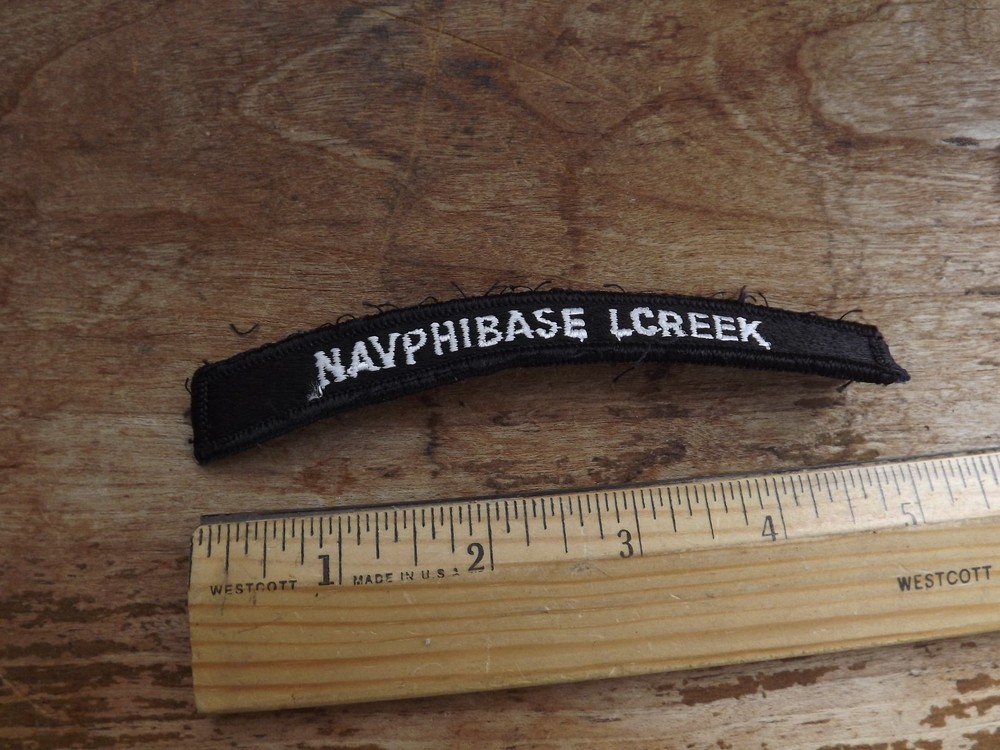 NAVPHIBASE LCREEK
1 2 3 4 5
WESTCOTT MADE IN U.S.A. WESTCOTT